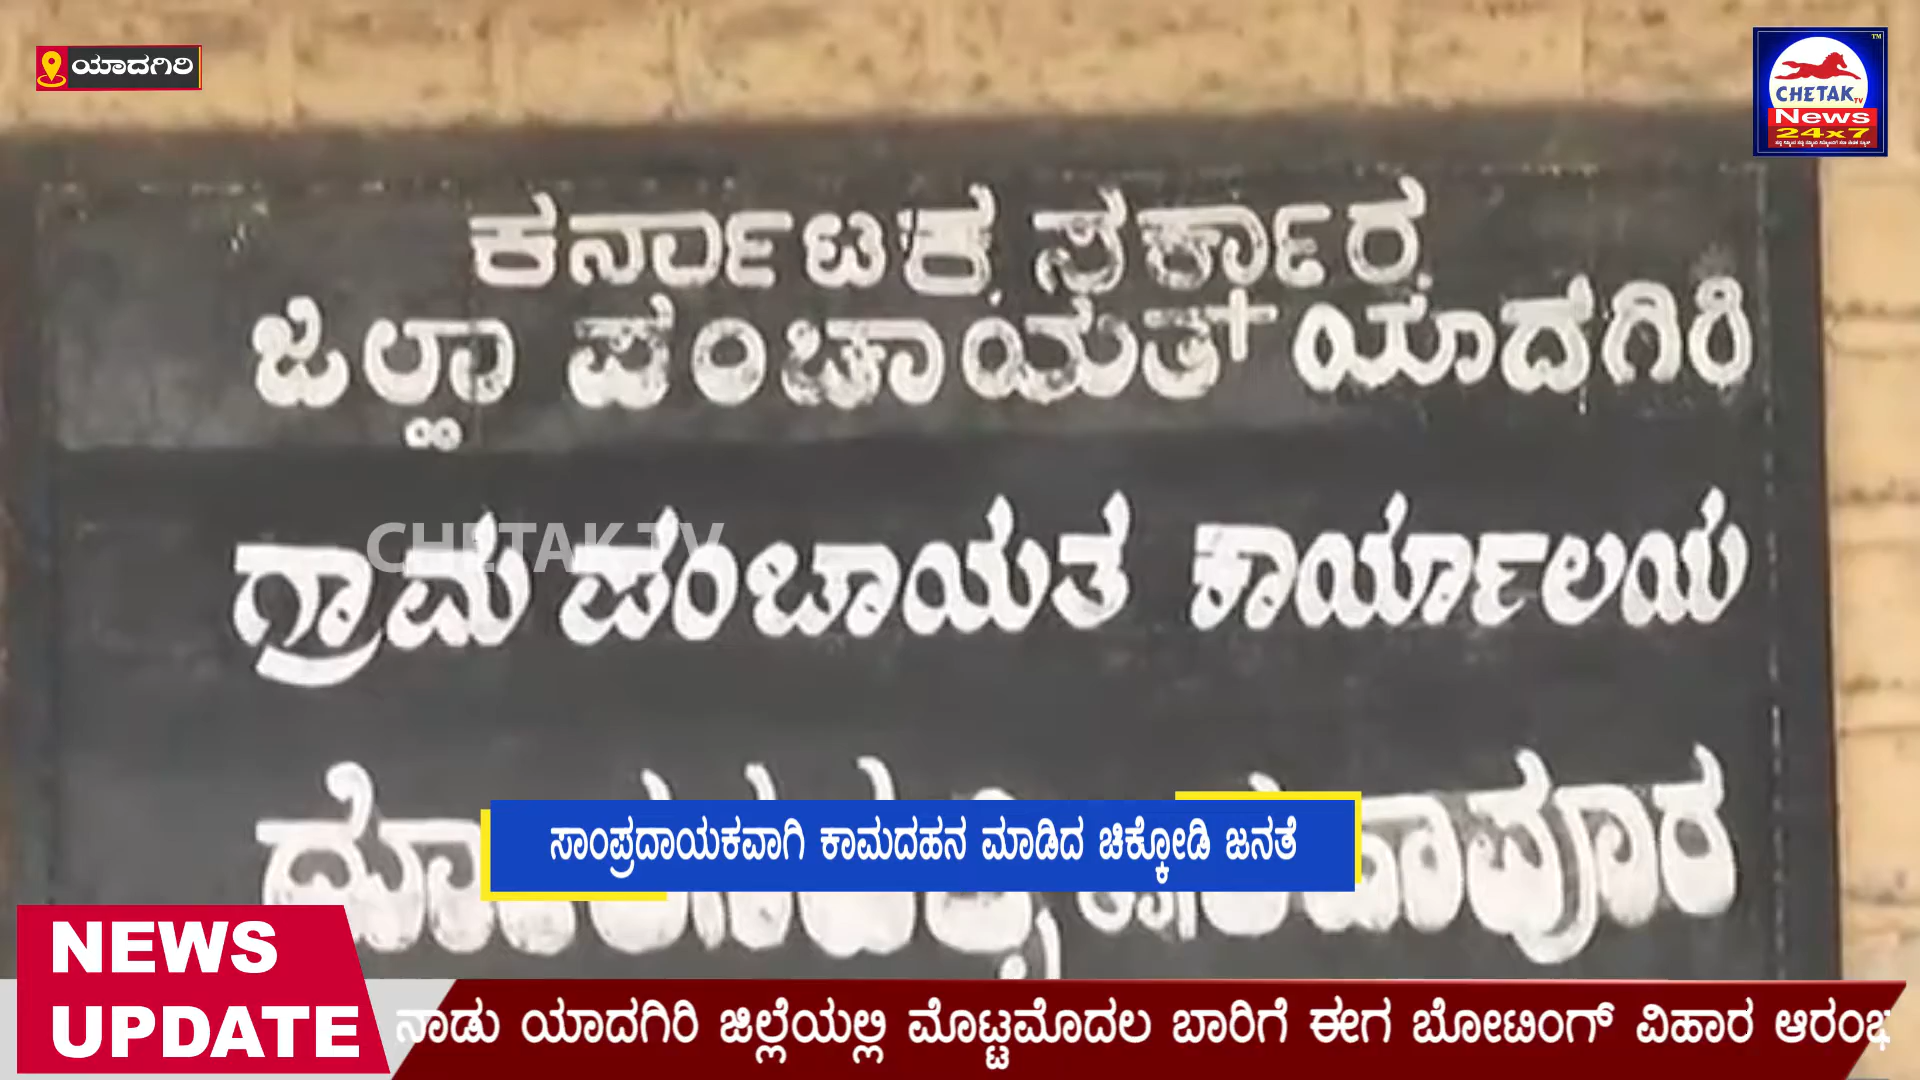 ಯಾದಗಿರಿ
CHETAK TV
News
24x7
ಕರ್ನಾಟಕ ಸರ್ಕಾರ
ಜಿಲ್ಲಾ ಪಂಚಾಯತ ಯಾದಗಿರಿ
CHETAK TV
ಗ್ರಾಮ ಪಂಚಾಯತ ಕಾರ್ಯಾಲಯ
ಸಾಂಪ್ರದಾಯಕವಾಗಿ ಕಾಮದಹನ ಮಾಡಿದ ಚಿಕ್ಕೋಡಿ ಜನತೆ
NEWS
UPDATE
ನಾಡು ಯಾದಗಿರಿ ಜಿಲ್ಲೆಯಲ್ಲಿ ಮೊಟ್ಟಮೊದಲ ಬಾರಿಗೆ ಈಗ ಬೋಟಿಂಗ್ ವಿಹಾರ ಆರಂಭ